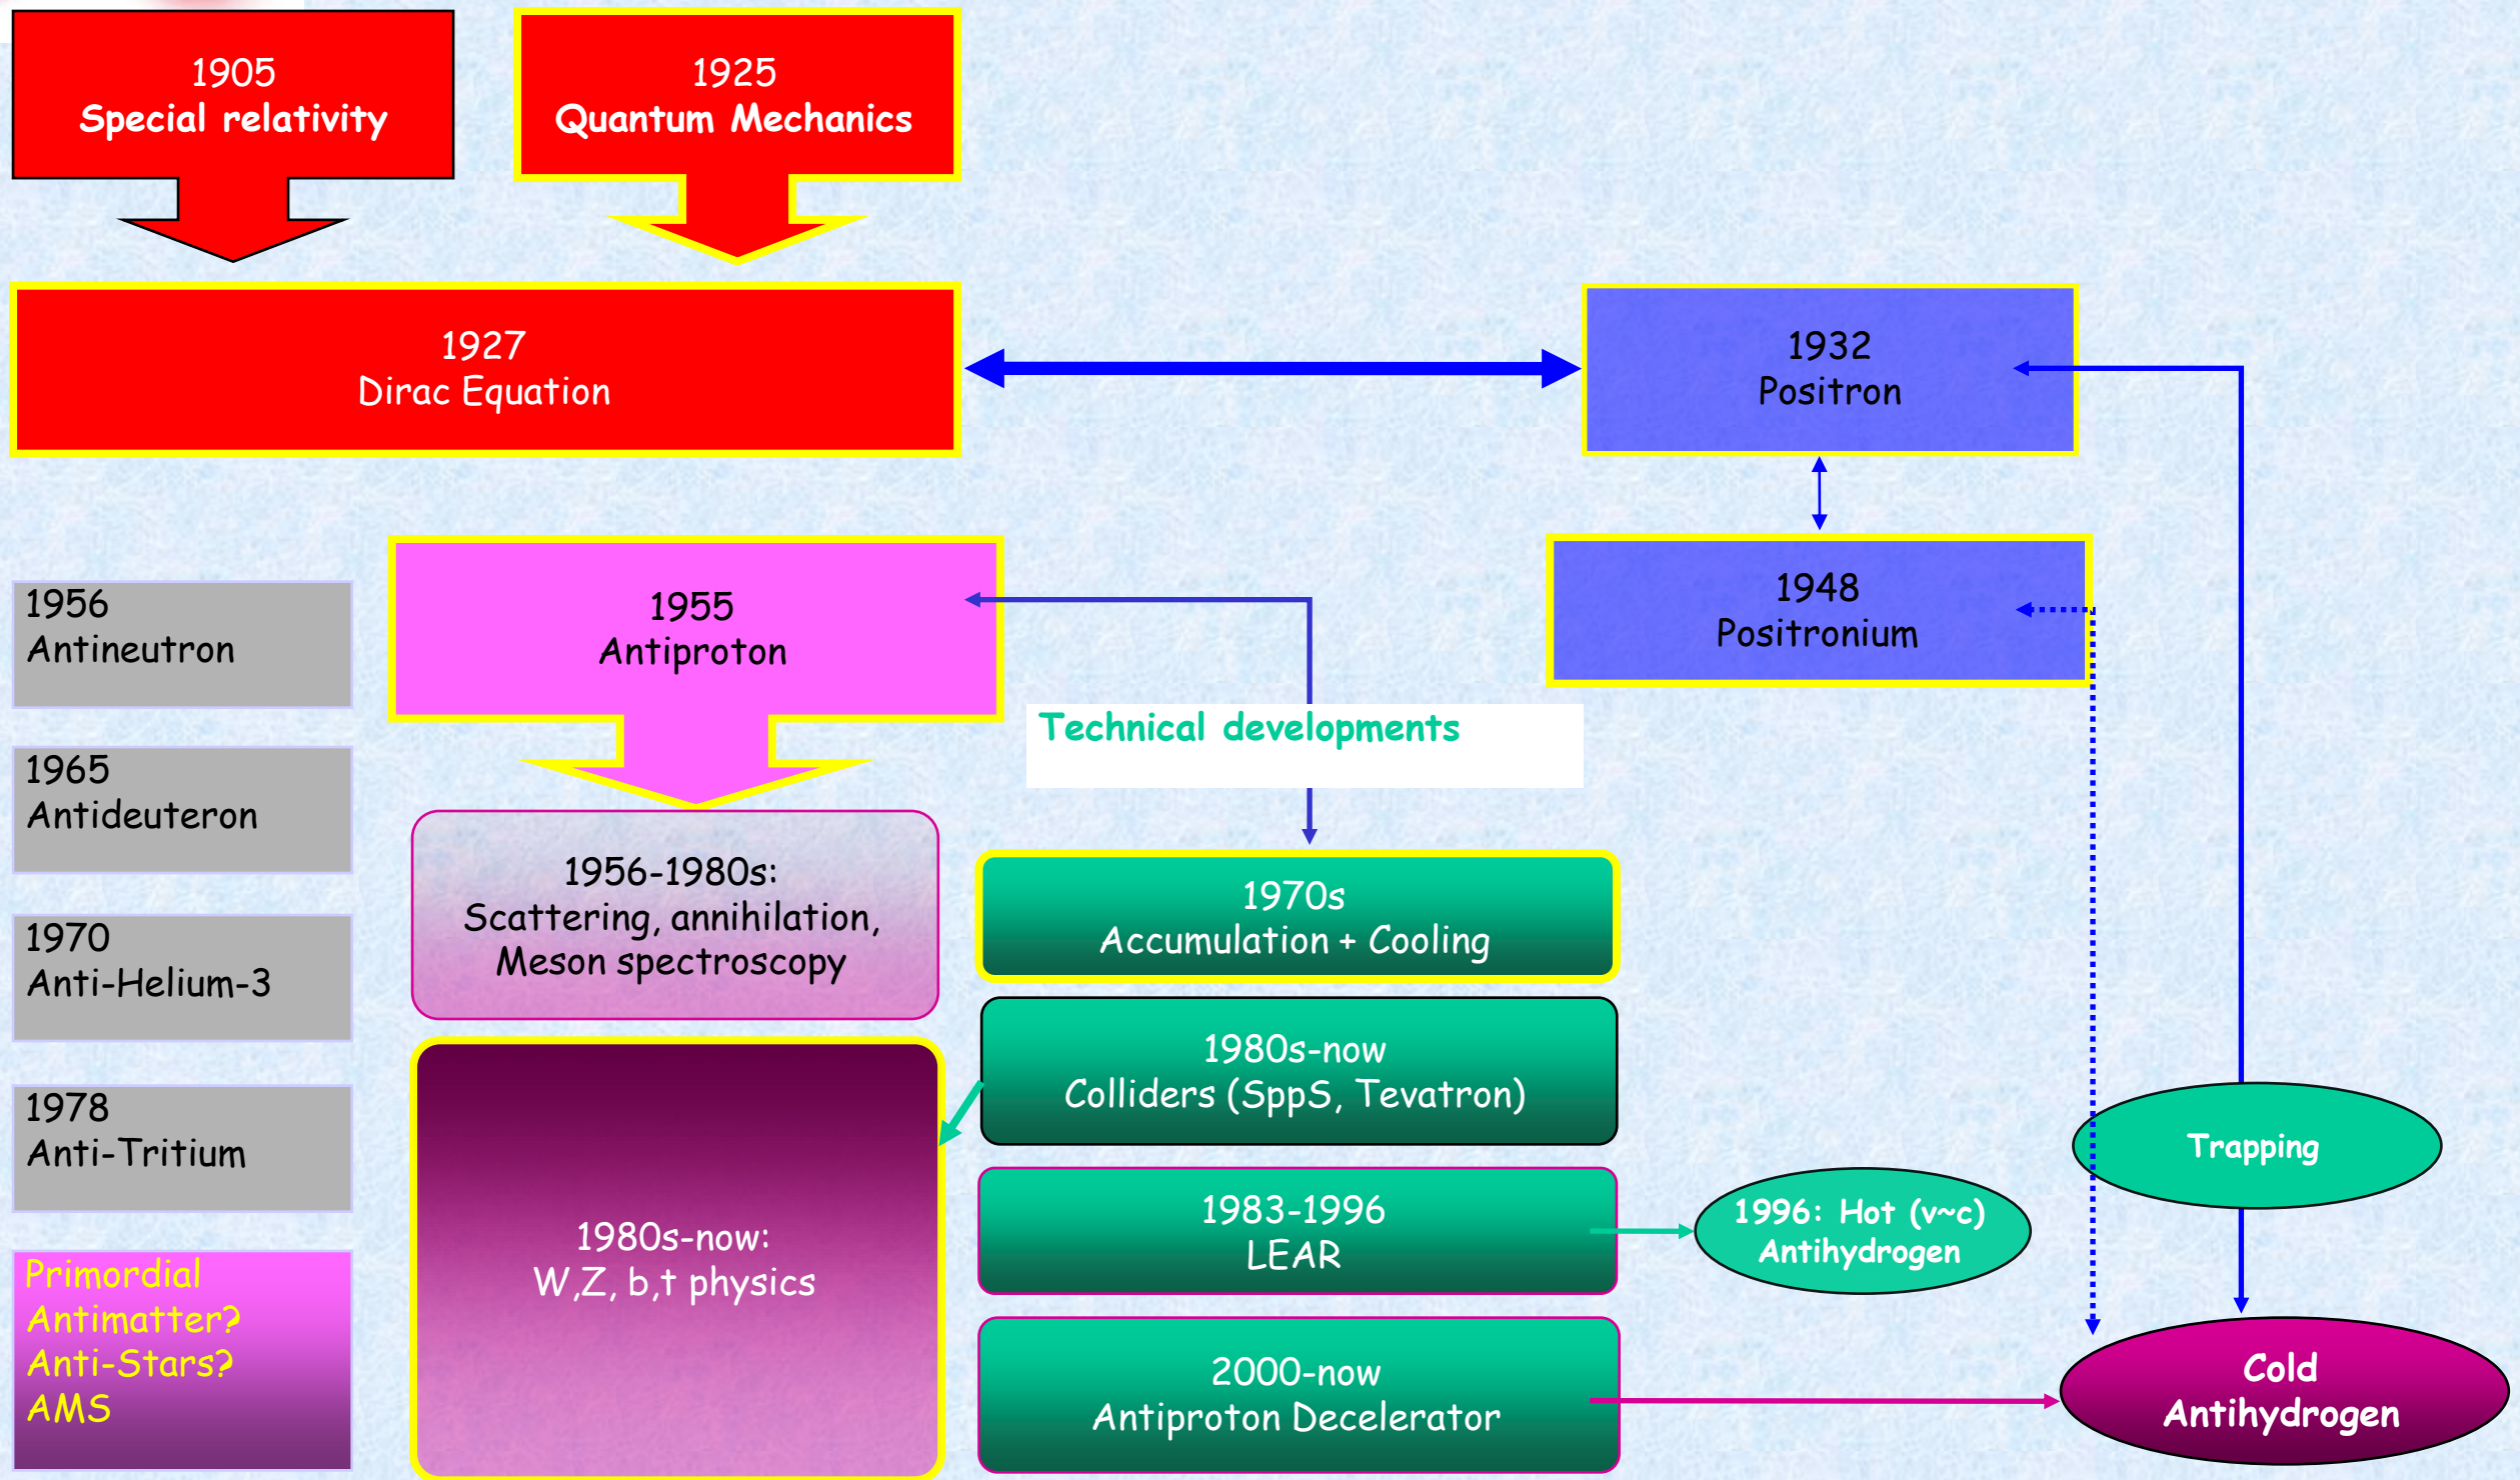 1905
Special relativity
1925
Quantum Mechanics
1927
Dirac Equation
1932
Positron
1948
Positronium
1955
Antiproton
1956
Antineutron
1965
Antideuteron
1970
Anti-Helium-3
1978
Anti-Tritium
Primordial
Antimatter?
Anti-Stars?
AMS
Technical developments
1956-1980s:
Scattering, annihilation,
Meson spectroscopy
1980s-now:
W,Z, b,t physics
1970s
Accumulation + Cooling
1980s-now
Colliders (SppS, Tevatron)
1983-1996
LEAR
2000-now
Antiproton Decelerator
1996: Hot (v~c)
Antihydrogen
Trapping
Cold
Antihydrogen